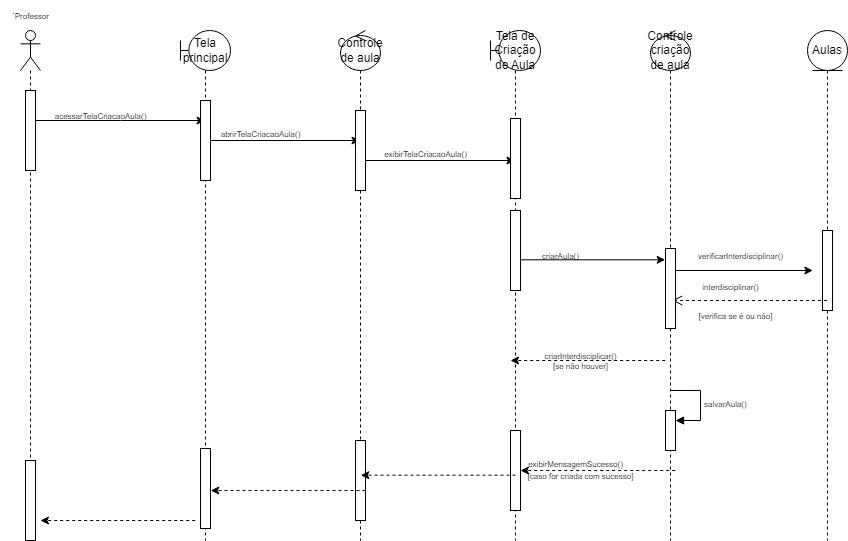 `Professor
Tela
principal
Controle
de aula
Tela de
Criação
de Aula
Controle
criação
de aula
Aulas
acessarTelaCriacaoAula()
abrirTelaCriacaoAula()
exibirTelaCriacaoAula()
criarAula()
verificarInterdisciplinar()
interdisciplinar()
[verifica se é ou não]
criarInterdisciplicar()
[se não houver]
salvarAula()
exibirMensagemSucesso()
[caso for criada com sucesso]